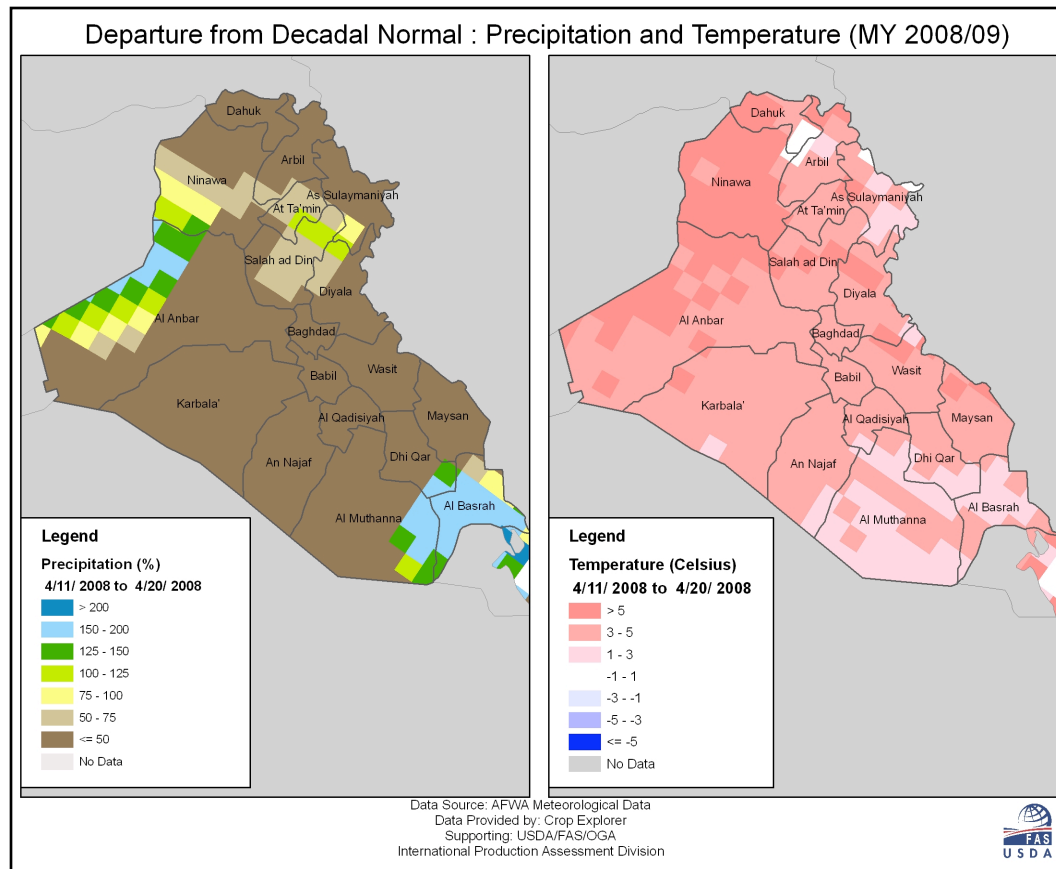 Departure from Decadal Normal : Precipitation and Temperature (MY 2008/09)
Dahuk
Arbil
Ninawa
As Sulaymaniyah
At Ta'min
Salah ad Din
Diyala
Al Anbar
Baghdad
Wasit
Babil
Karbala'
Al Qadisiyah
Maysan
Dhi Qar
An Najaf
Al Basrah
Al Muthanna
Legend
Precipitation (%)
4/11/ 2008 to 4/20/ 2008
> 200
150 - 200
125 - 150
100 - 125
75 - 100
50 - 75
<= 50
No Data
Dahuk
Arbil
Ninawa
As Sulaymaniyah
At Ta'min
Salah ad Din
Diyala
Al Anbar
Baghdad
Wasit
Babil
Karbala'
Al Qadisiyah
Maysan
Dhi Qar
An Najaf
Al Basrah
Al Muthanna
Legend
Temperature (Celsius)
4/11/ 2008 to 4/20/ 2008
> 5
3 - 5
1 - 3
-1 - 1
-3 - -1
-5 - -3
<= -5
No Data
Data Source: AFWA Meteorological Data
Data Provided by: Crop Explorer
Supporting: USDA/FAS/OGA
International Production Assessment Division
FAS
USDA